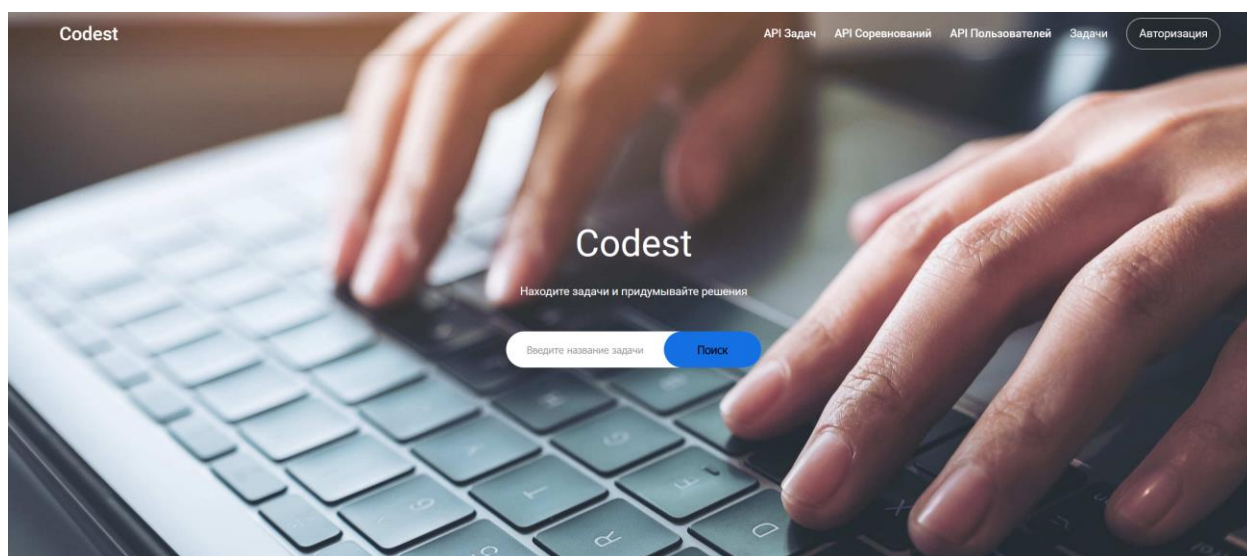 Codest
API Задач
API Соревнований
API Пользователей
Задачи
Авторизация
Codest
Находите задачи и придумывайте решения
Введите название задачи
Поиск